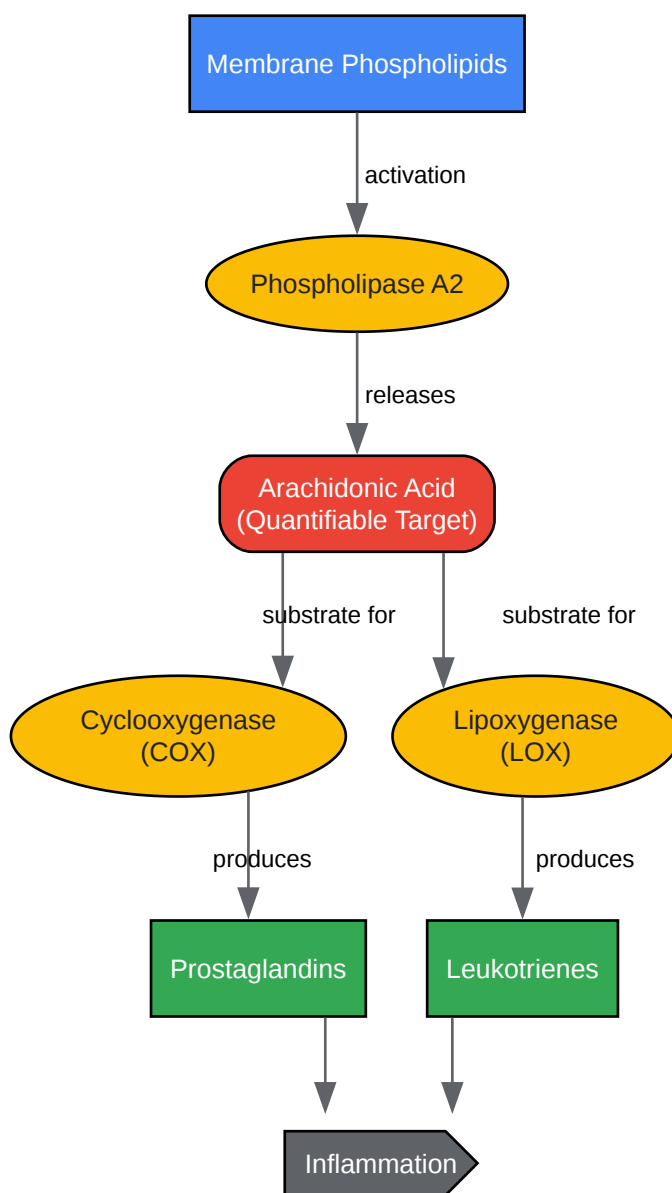 Membrane Phospholipids
activation
Phospholipase A2
releases
Arachidonic Acid
(Quantifiable Target)
substrate for
substrate for
Cyclooxygenase
(COX)
Lipoxygenase
(LOX)
produces
produces
Prostaglandins
Leukotrienes
Inflammation